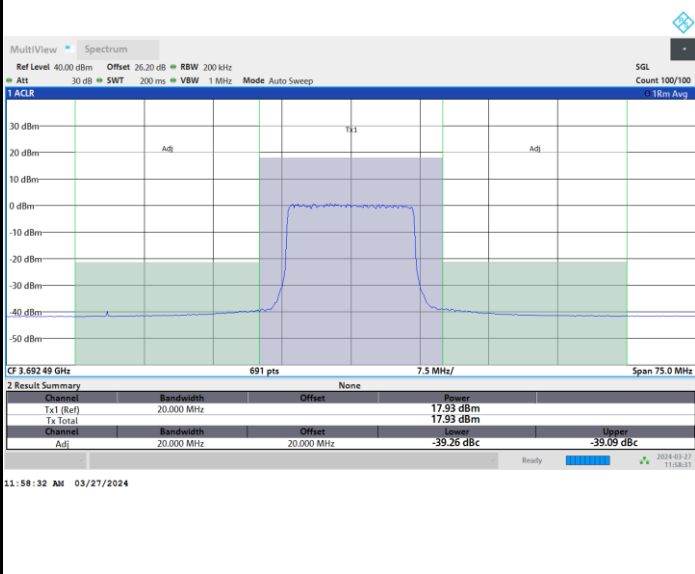 MultiView Spectrum
Ref Level 40.00 dBm Offset 26.20 dB RBW 200 kHz SGL
Att 30 dB SWT 200 ms VBW 1 MHz Mode Auto Sweep Count 100/100
1 ACLR 1Rm Avg
Tx1
Adj Adj
30 dBm
20 dBm
10 dBm
0 dBm
-10 dBm
-20 dBm
-30 dBm
-40 dBm
-50 dBm
CF 3.692 49 GHz 691 pts 7.5 MHz/ Span 75.0 MHz
2 Result Summary None
Channel Bandwidth Offset Power
Tx1 (Ref) 20.000 MHz 17.93 dBm
Tx Total 17.93 dBm
Channel Bandwidth Offset Lower Upper
Adj 20.000 MHz 20.000 MHz -39.26 dBc -39.09 dBc
Ready 2024-03-27
11:58:31
11:58:32 AM 03/27/2024